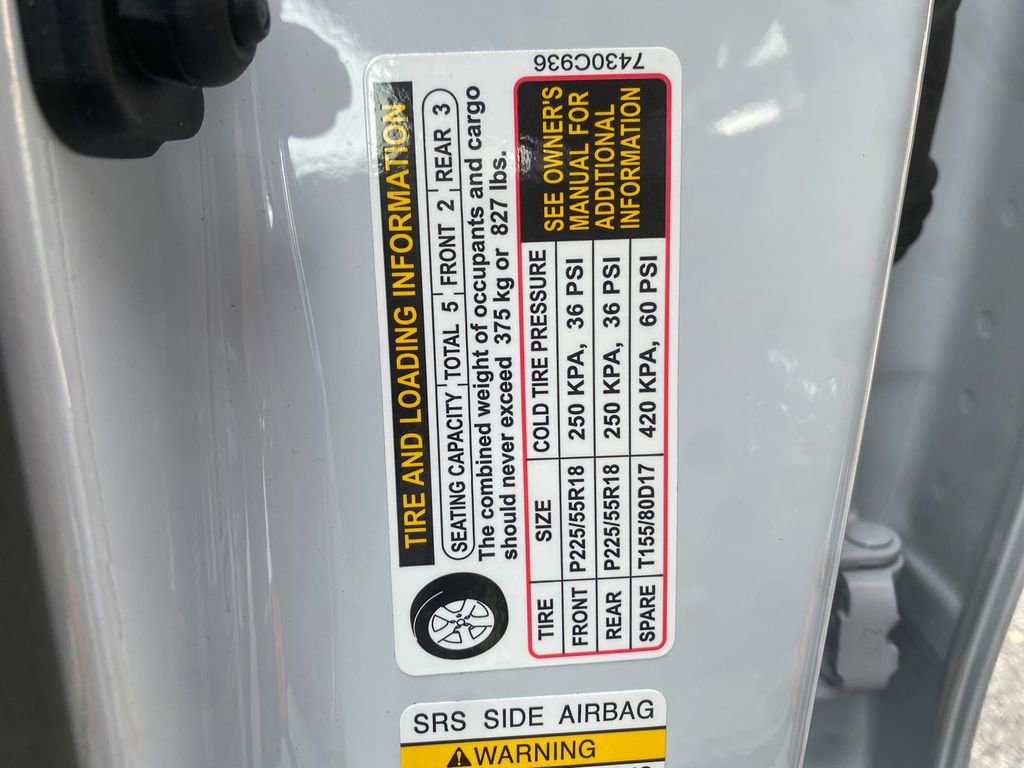 7430C936
TIRE AND LOADING INFORMATION
SEATING CAPACITY TOTAL 5 FRONT 2 REAR 3
The combined weight of occupants and cargo
should never exceed 375 kg or 827 lbs.
TIRE SIZE COLD TIRE PRESSURE
FRONT P225/55R18 250 KPA, 36 PSI
REAR P225/55R18 250 KPA, 36 PSI
SPARE T155/80D17 420 KPA, 60 PSI
SEE OWNER'S
MANUAL FOR
ADDITIONAL
INFORMATION
SRS SIDE AIRBAG
WARNING